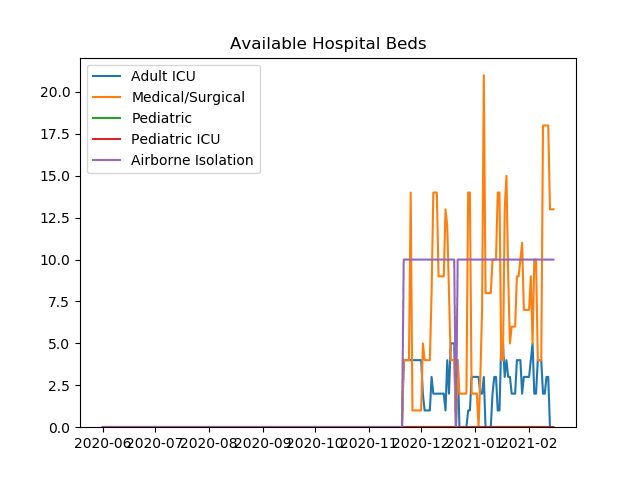 Available Hospital Beds
Adult ICU
Medical/Surgical
Pediatric
Pediatric ICU
Airborne Isolation
20.0
17.5
15.0
12.5
10.0
7.5
5.0
2.5
0.0
2020-06 2020-07 2020-08 2020-09 2020-10 2020-11 2020-12 2021-01 2021-02